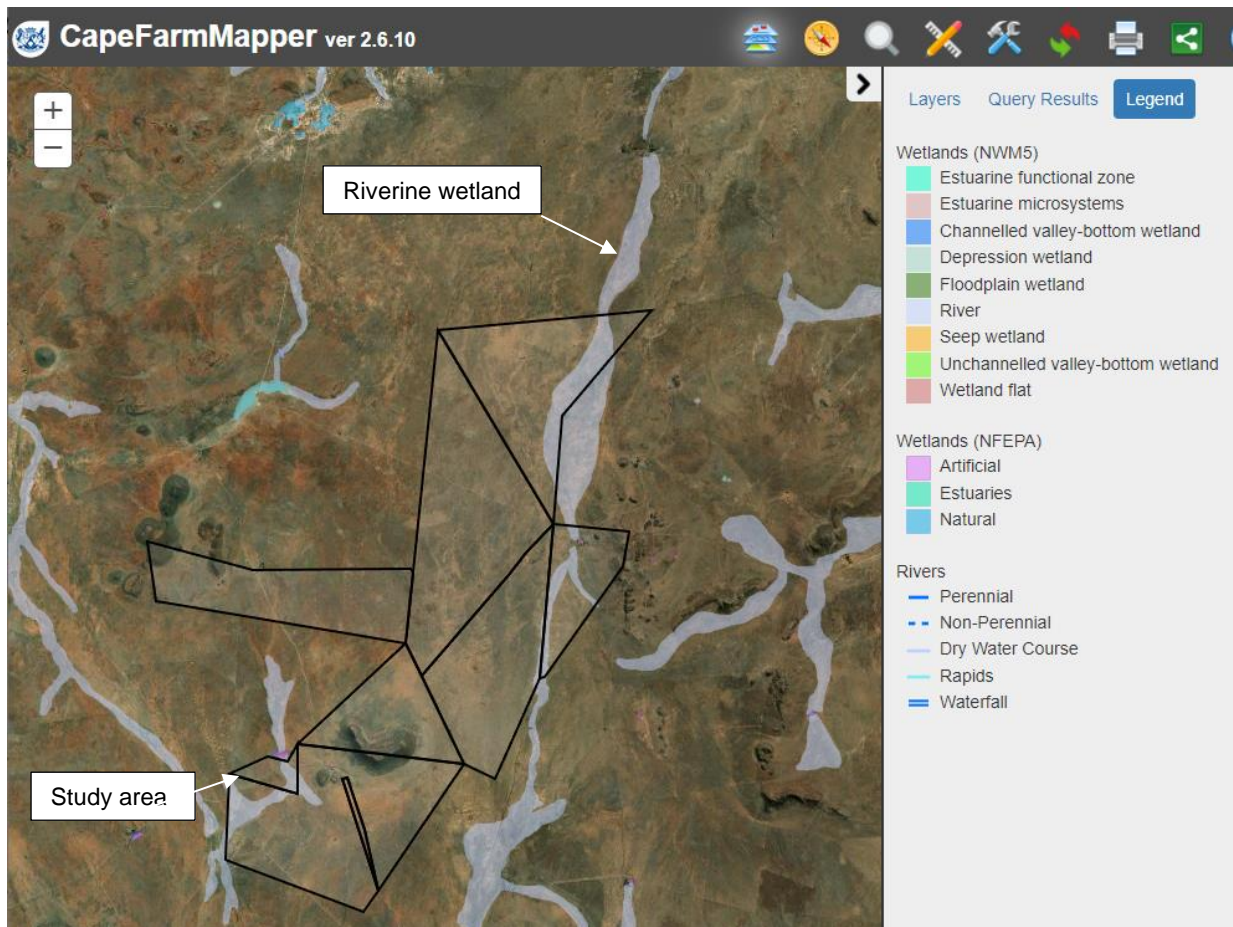 CapeFarmMapper ver 2.6.10
+
−
Riverine wetland
Study area
Layers Query Results Legend
Wetlands (NWM5)
Estuarine functional zone
Estuarine microsystems
Channelled valley-bottom wetland
Depression wetland
Floodplain wetland
River
Seep wetland
Unchannelled valley-bottom wetland
Wetland flat
Wetlands (NFEPA)
Artificial
Estuaries
Natural
Rivers
Perennial
Non-Perennial
Dry Water Course
Rapids
Waterfall